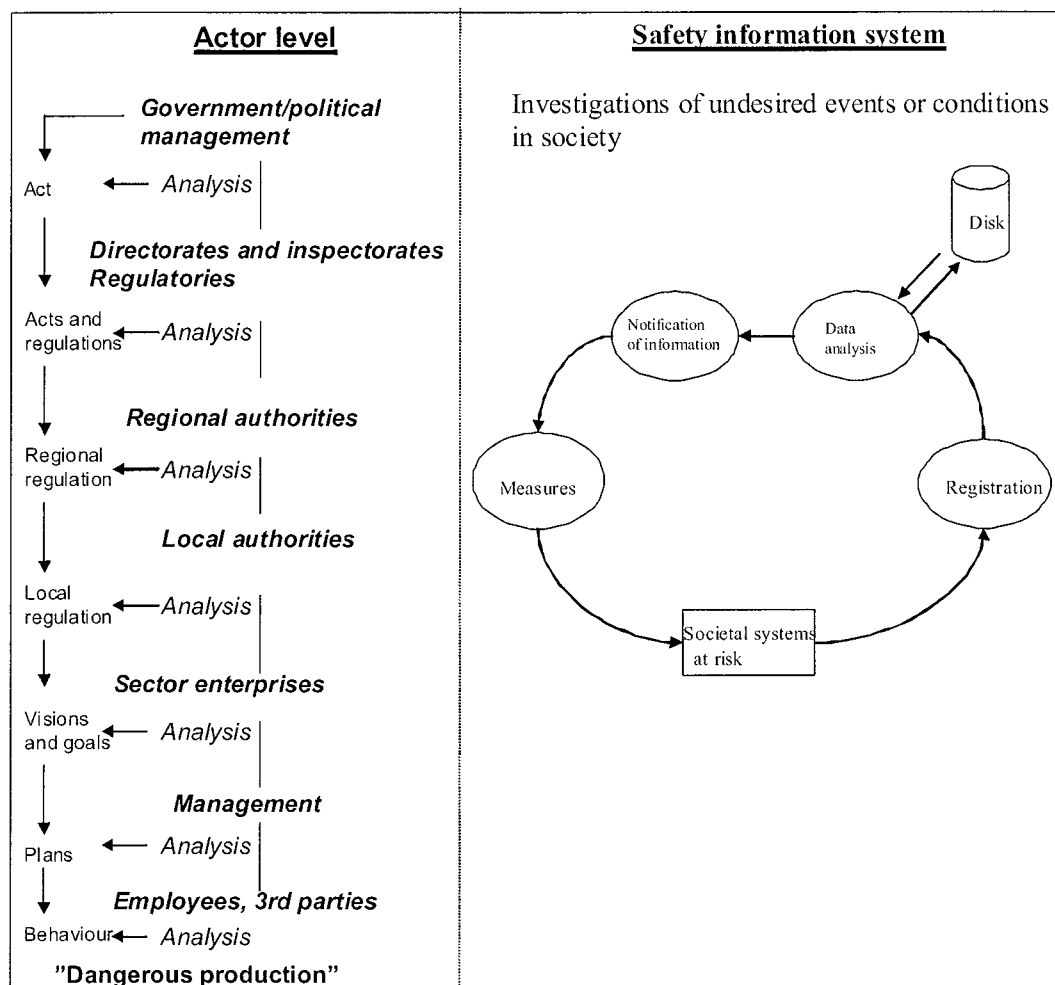 Actor level
Government/political
management
Act
Analysis
Directorates and inspectorates
Regulatories
Acts and
regulations
Analysis
Regional authorities
Regional
regulation
Analysis
Local authorities
Local
regulation
Analysis
Sector enterprises
Visions
and goals
Analysis
Management
Plans
Analysis
Employees, 3rd parties
Behaviour
Analysis
"Dangerous production"
Safety information system
Investigations of undesired events or conditions
in society
Disk
Notification
of information
Data
analysis
Measures
Registration
Societal systems
at risk